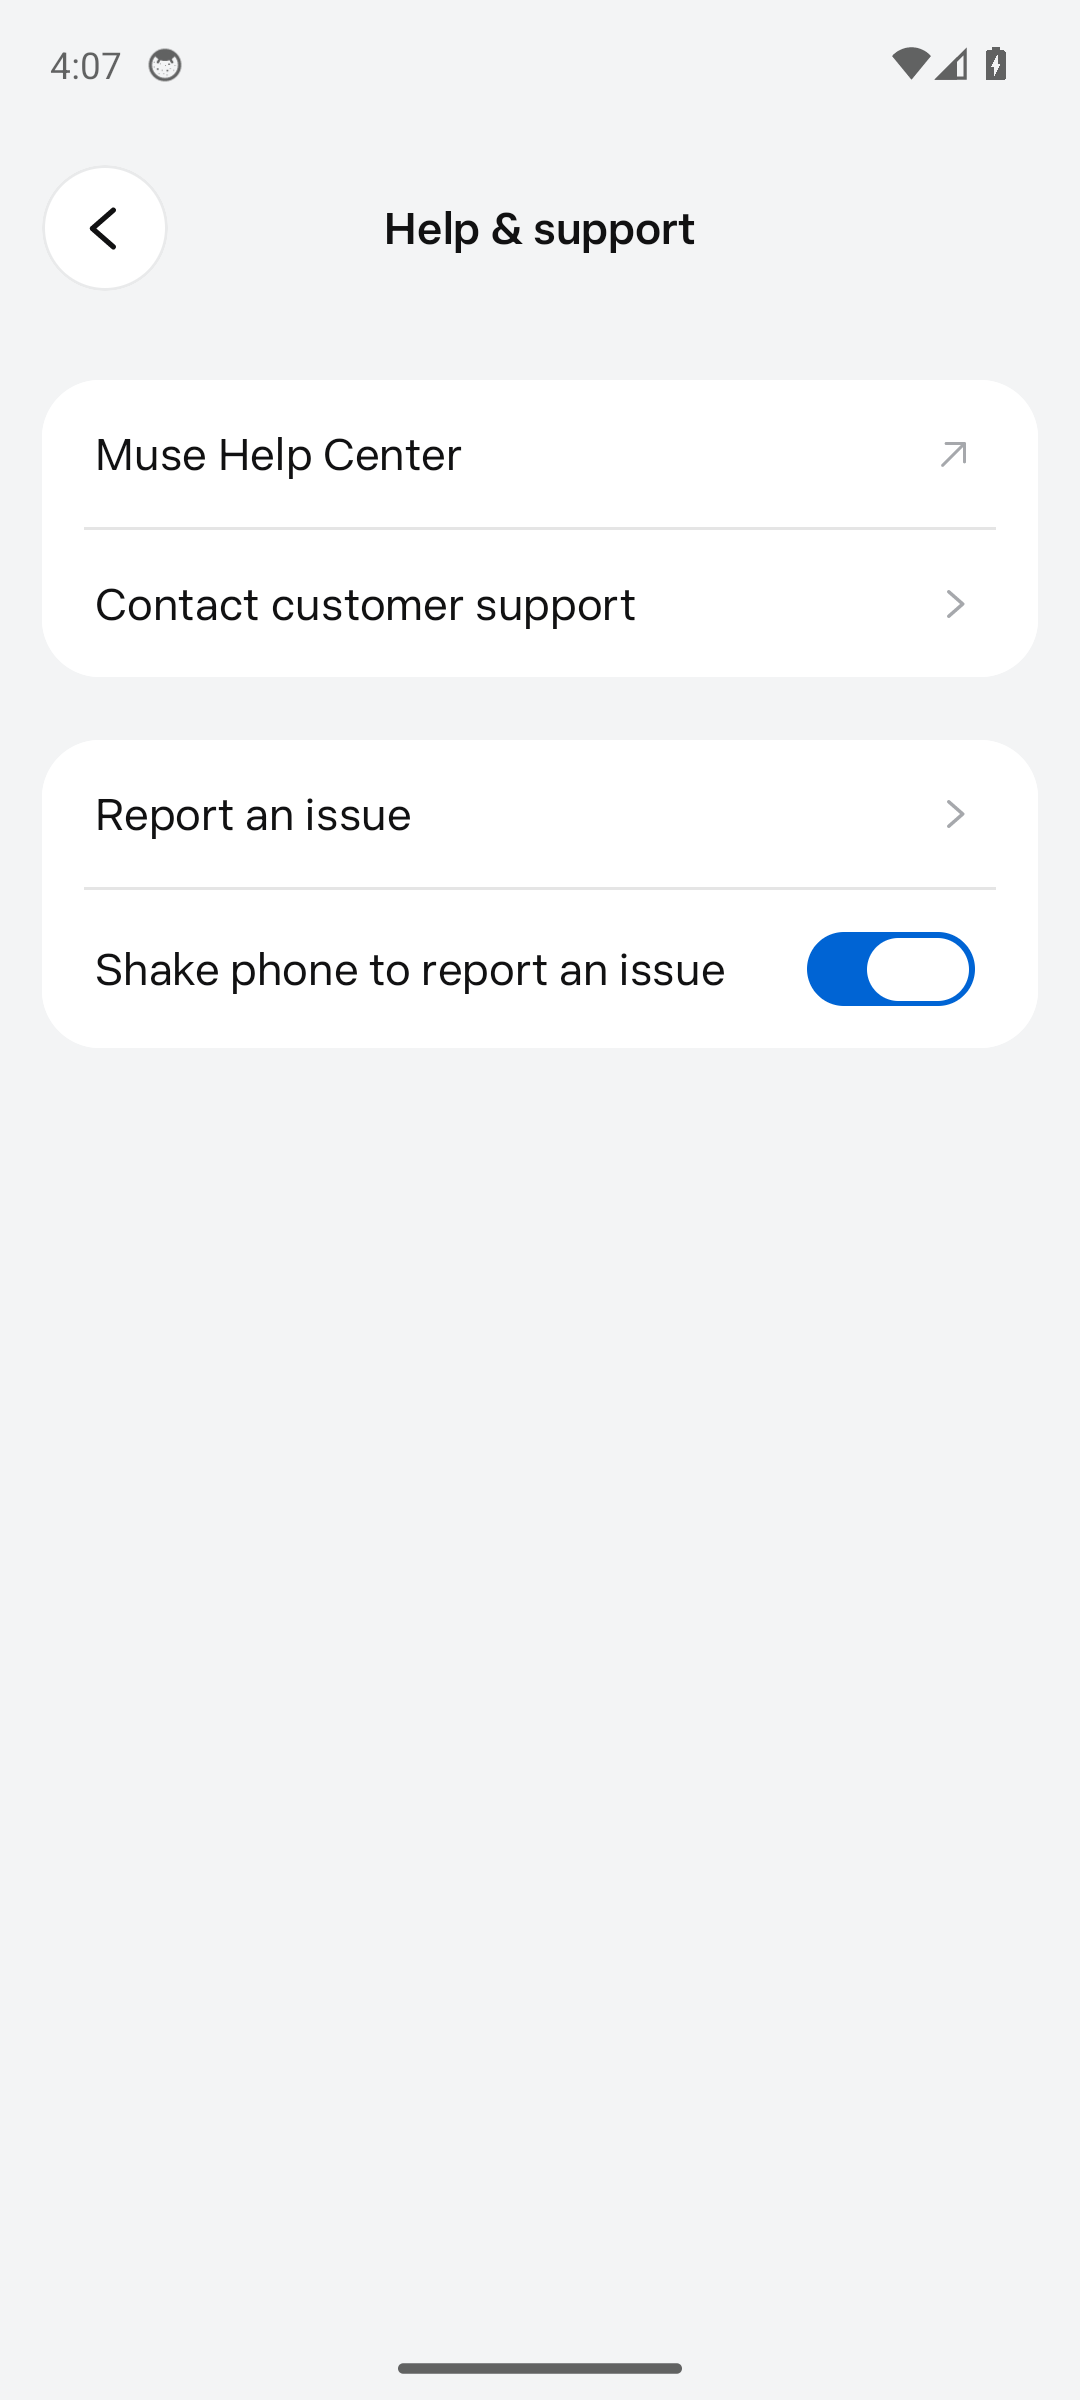 4:07
Help & support
Muse Help Center
Contact customer support
Report an issue
Shake phone to report an issue